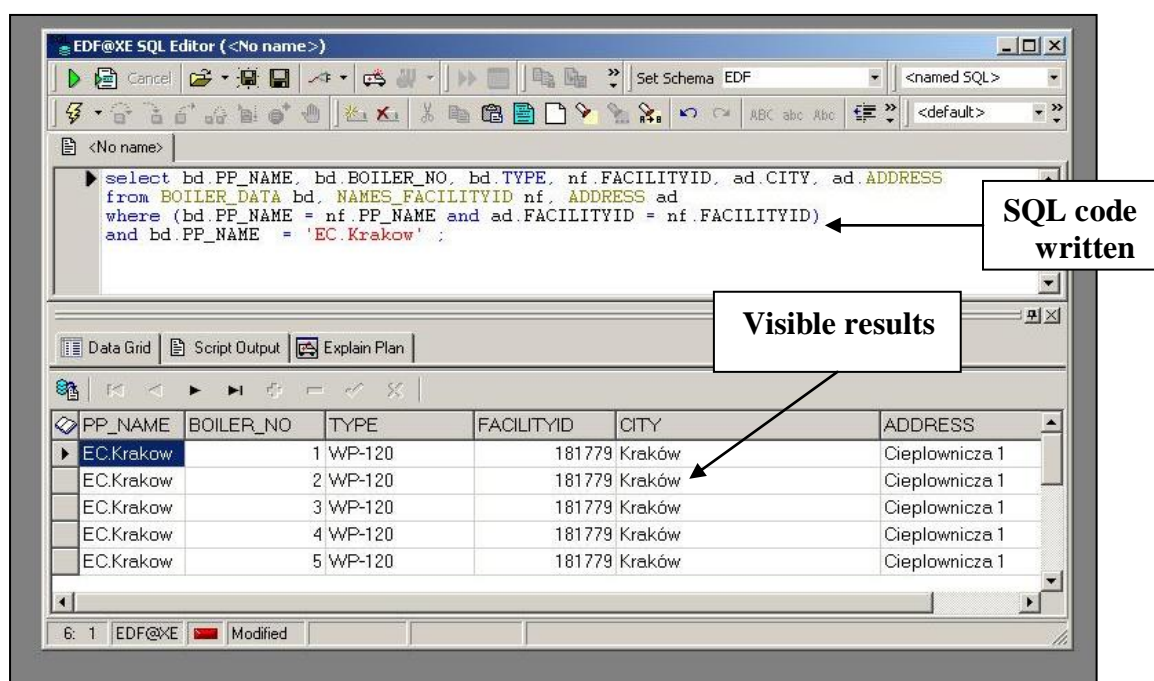 EDF@XE SQL Editor (<No name>)
Cancel Set Schema EDF <named SQL>
ABC abc Abc <default>
<No name>
select bd.PP_NAME, bd.BOILER_NO, bd.TYPE, nf.FACILITYID, ad.CITY, ad.ADDRESS
from BOILER_DATA bd, NAMES_FACILITYID nf, ADDRESS ad
where (bd.PP_NAME = nf.PP_NAME and ad.FACILITYID = nf.FACILITYID)
and bd.PP_NAME  = 'EC.Krakow' ;
SQL code
written
Visible results
Data Grid Script Output Explain Plan
PP_NAME BOILER_NO TYPE FACILITYID CITY ADDRESS
EC.Krakow 1 WP-120 181779 Kraków Cieplownicza 1
EC.Krakow 2 WP-120 181779 Kraków Cieplownicza 1
EC.Krakow 3 WP-120 181779 Kraków Cieplownicza 1
EC.Krakow 4 WP-120 181779 Kraków Cieplownicza 1
EC.Krakow 5 WP-120 181779 Kraków Cieplownicza 1
6: 1 EDF@XE Modified